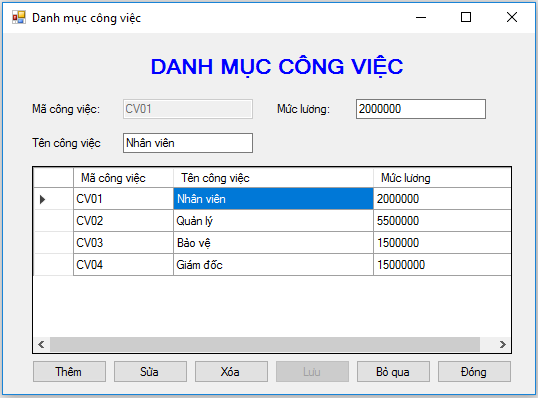 Danh mục công việc
DANH MỤC CÔNG VIỆC
Mã công việc: CV01 Mức lương: 2000000
Tên công việc Nhân viên
Mã công việc Tên công việc Mức lương
CV01 Nhân viên 2000000
CV02 Quản lý 5500000
CV03 Bảo vệ 1500000
CV04 Giám đốc 15000000
Thêm Sửa Xóa Lưu Bỏ qua Đóng